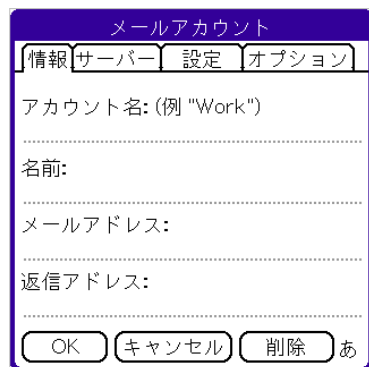 メールアカウント
情報 サーバー 設定 オプション
アカウント名: (例 "Work")
名前:
メールアドレス:
返信アドレス:
OK キャンセル 削除 あ